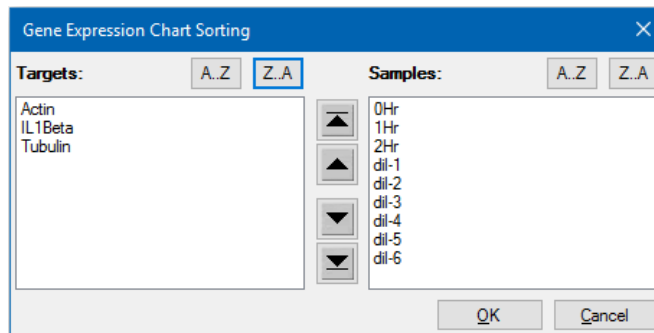 Gene Expression Chart Sorting
Targets: A..Z Z..A
Samples: A..Z Z..A
Actin
IL1Beta
Tubulin
0Hr
1Hr
2Hr
dil-1
dil-2
dil-3
dil-4
dil-5
dil-6
OK Cancel